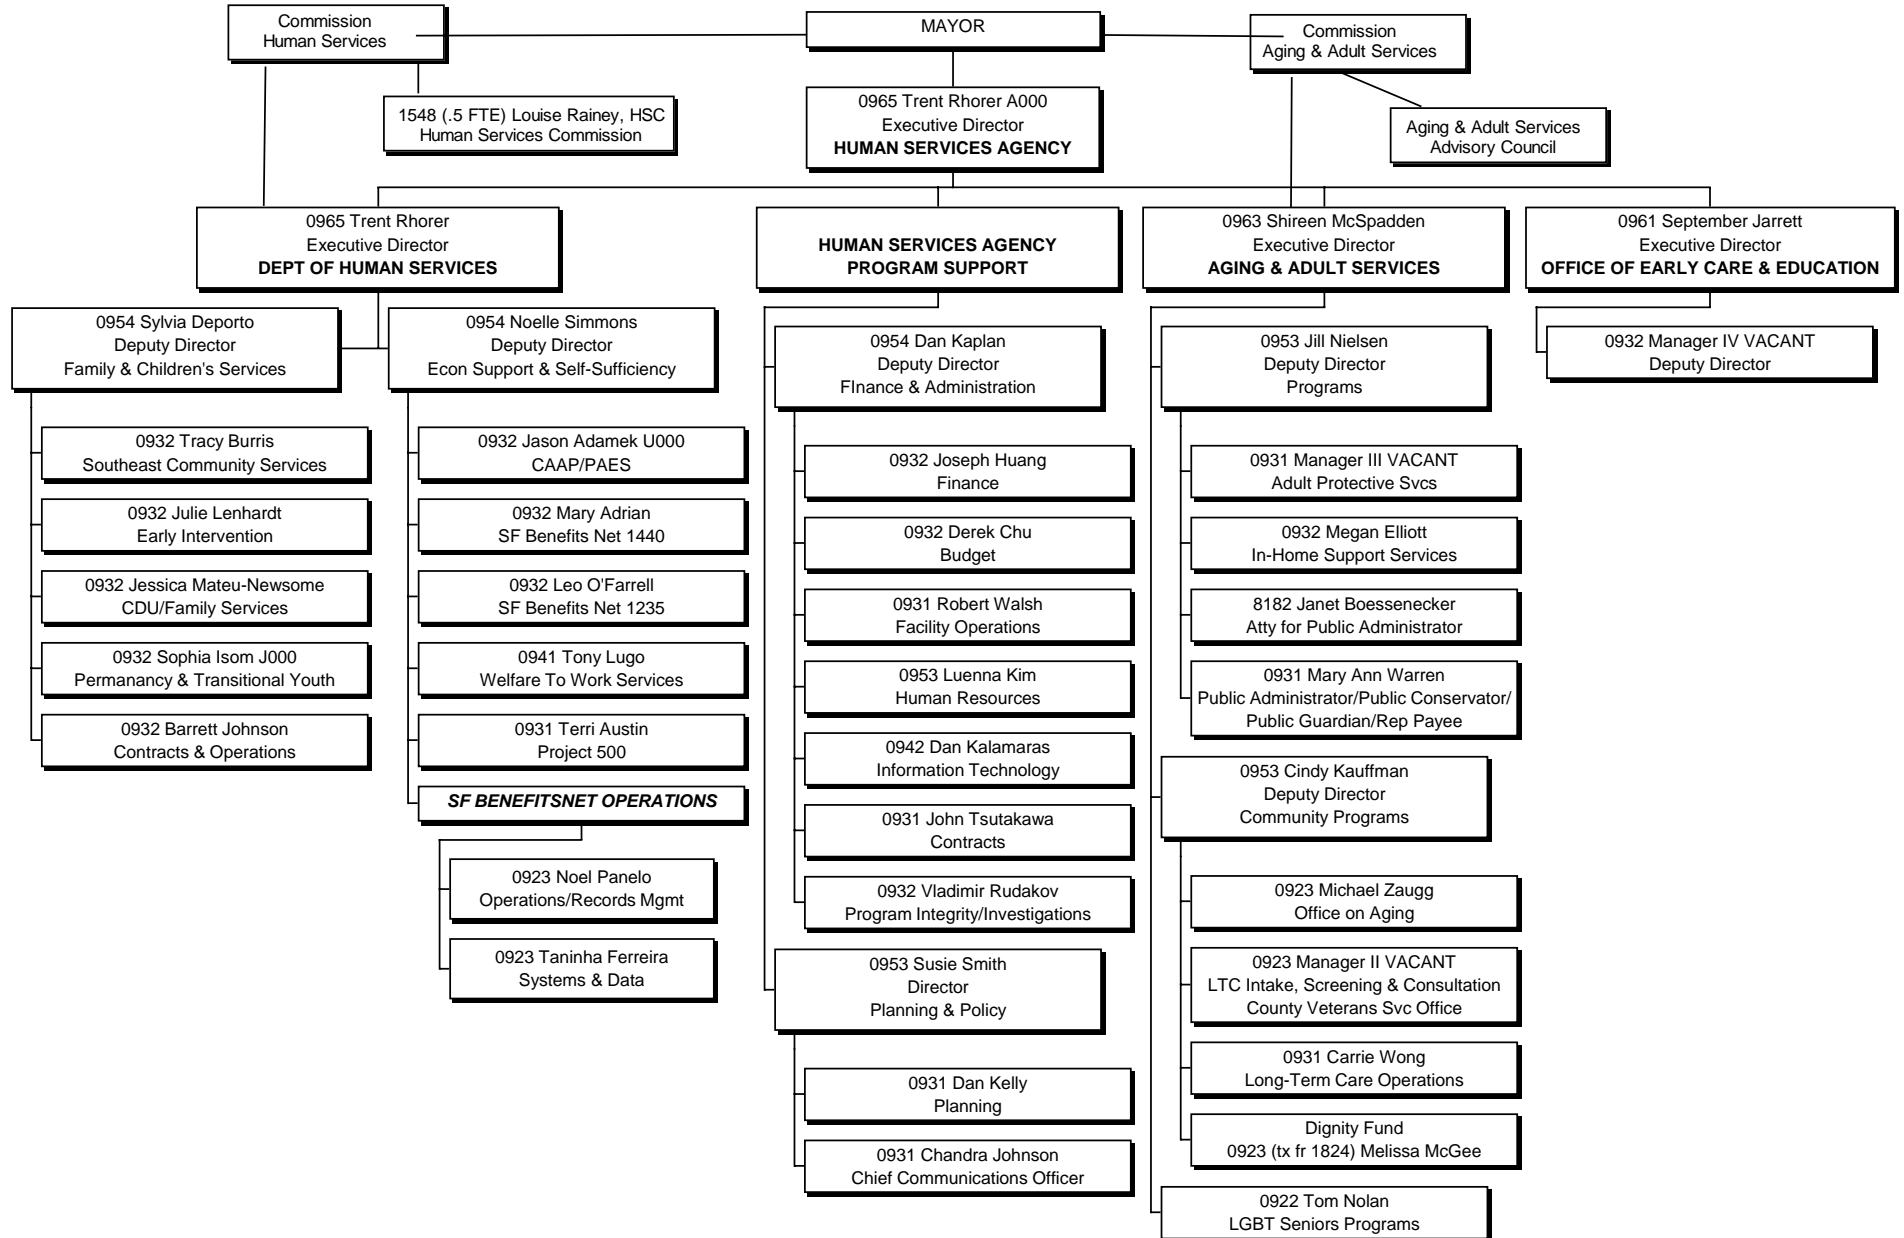 Commission
Human Services
MAYOR
Commission
Aging & Adult Services
1548 (.5 FTE) Louise Rainey, HSC
Human Services Commission
0965 Trent Rhorer A000
Executive Director
HUMAN SERVICES AGENCY
Aging & Adult Services
Advisory Council
0965 Trent Rhorer
Executive Director
DEPT OF HUMAN SERVICES
HUMAN SERVICES AGENCY
PROGRAM SUPPORT
0963 Shireen McSpadden
Executive Director
AGING & ADULT SERVICES
0961 September Jarrett
Executive Director
OFFICE OF EARLY CARE & EDUCATION
0954 Sylvia Deporto
Deputy Director
Family & Children's Services
0932 Tracy Burris
Southeast Community Services
0932 Julie Lenhardt
Early Intervention
0932 Jessica Mateu-Newsome
CDU/Family Services
0932 Sophia Isom J000
Permanancy & Transitional Youth
0932 Barrett Johnson
Contracts & Operations
0954 Noelle Simmons
Deputy Director
Econ Support & Self-Sufficiency
0932 Jason Adamek U000
CAAP/PAES
0932 Mary Adrian
SF Benefits Net 1440
0932 Leo O'Farrell
SF Benefits Net 1235
0941 Tony Lugo
Welfare To Work Services
0931 Terri Austin
Project 500
SF BENEFITSNET OPERATIONS
0923 Noel Panelo
Operations/Records Mgmt
0923 Taninha Ferreira
Systems & Data
0954 Dan Kaplan
Deputy Director
FInance & Administration
0932 Joseph Huang
Finance
0932 Derek Chu
Budget
0931 Robert Walsh
Facility Operations
0953 Luenna Kim
Human Resources
0942 Dan Kalamaras
Information Technology
0931 John Tsutakawa
Contracts
0932 Vladimir Rudakov
Program Integrity/Investigations
0953 Susie Smith
Director
Planning & Policy
0931 Dan Kelly
Planning
0931 Chandra Johnson
Chief Communications Officer
0953 Jill Nielsen
Deputy Director
Programs
0931 Manager III VACANT
Adult Protective Svcs
0932 Megan Elliott
In-Home Support Services
8182 Janet Boessenecker
Atty for Public Administrator
0931 Mary Ann Warren
Public Administrator/Public Conservator/
Public Guardian/Rep Payee
0953 Cindy Kauffman
Deputy Director
Community Programs
0923 Michael Zaugg
Office on Aging
0923 Manager II VACANT
LTC Intake, Screening & Consultation
County Veterans Svc Office
0931 Carrie Wong
Long-Term Care Operations
Dignity Fund
0923 (tx fr 1824) Melissa McGee
0922 Tom Nolan
LGBT Seniors Programs
0932 Manager IV VACANT
Deputy Director